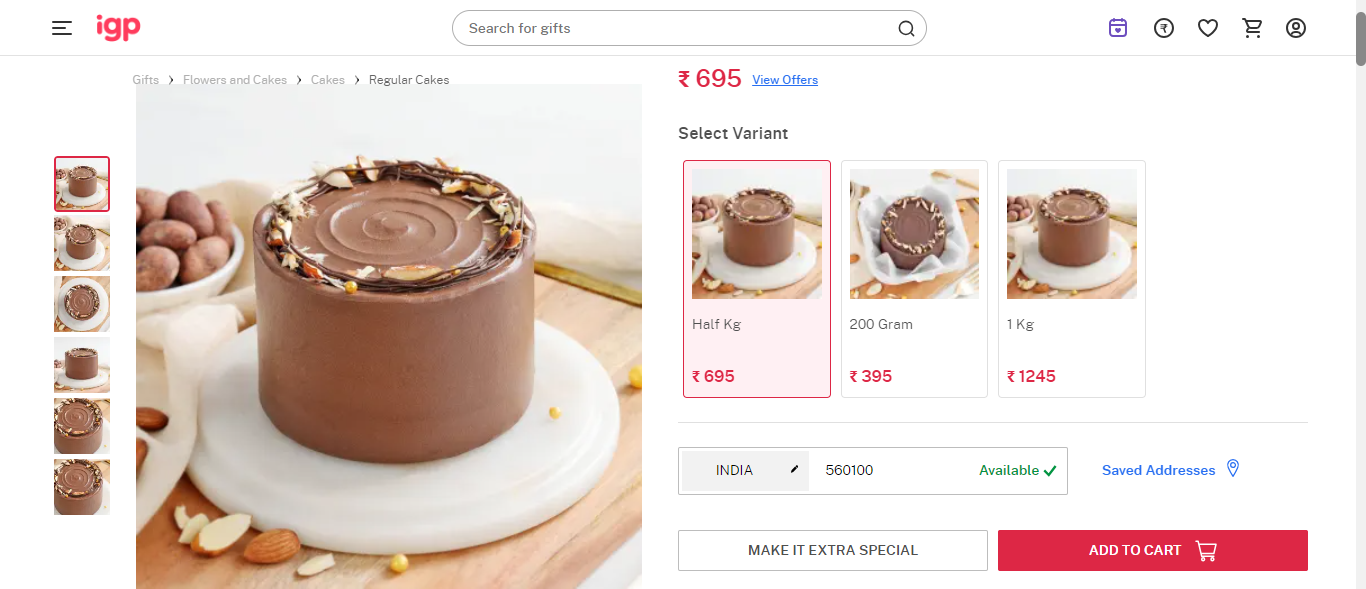 igp
Search for gifts
Gifts > Flowers and Cakes > Cakes > Regular Cakes
₹ 695 View Offers
Select Variant
Half Kg
₹ 695
200 Gram
₹ 395
1 Kg
₹ 1245
INDIA 560100 Available Saved Addresses
MAKE IT EXTRA SPECIAL ADD TO CART